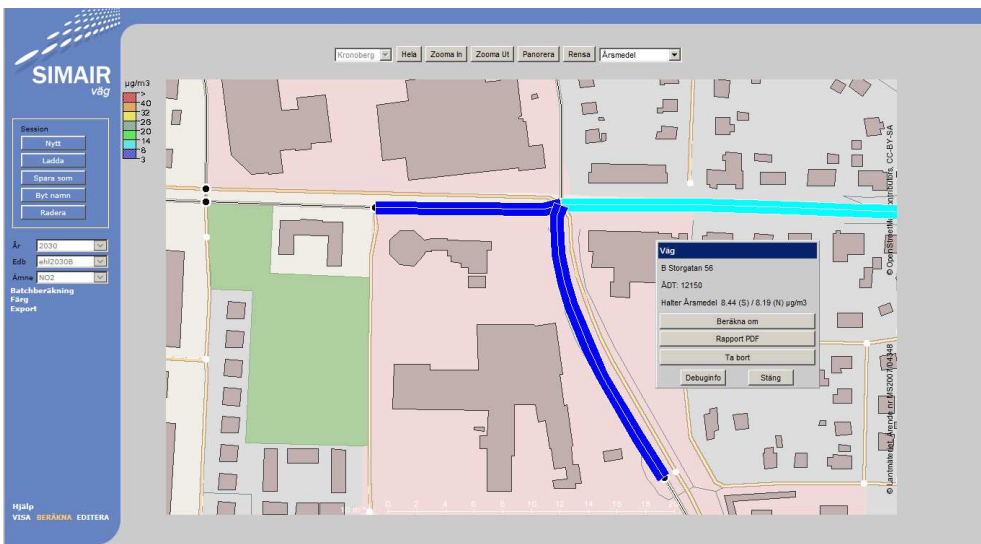 SIMAIR
väg
Session
Nytt
Ladda
Spara som
Byt namn
Radera
År 2030
Edb ehl2030B
Ämne NO2
Batchberäkning
Färg
Export
Hjälp
VISA BERÄKNA EDITERA
Kronoberg Hela Zooma In Zooma Ut Panorera Rensa Årsmedel
µg/m3
>
40
32
26
20
14
8
3
Väg
B Storgatan 56
ÅDT: 12150
Halter Årsmedel 8.44 (S) / 8.19 (N) µg/m3
Beräkna om
Rapport PDF
Ta bort
Debuginfo Stäng
0 2 4 6 8 10 12 14 16 18 20
© OpenStreetMap contributors, CC-BY-SA
© Lantmäteriet, Ärende nr MS2007/04348